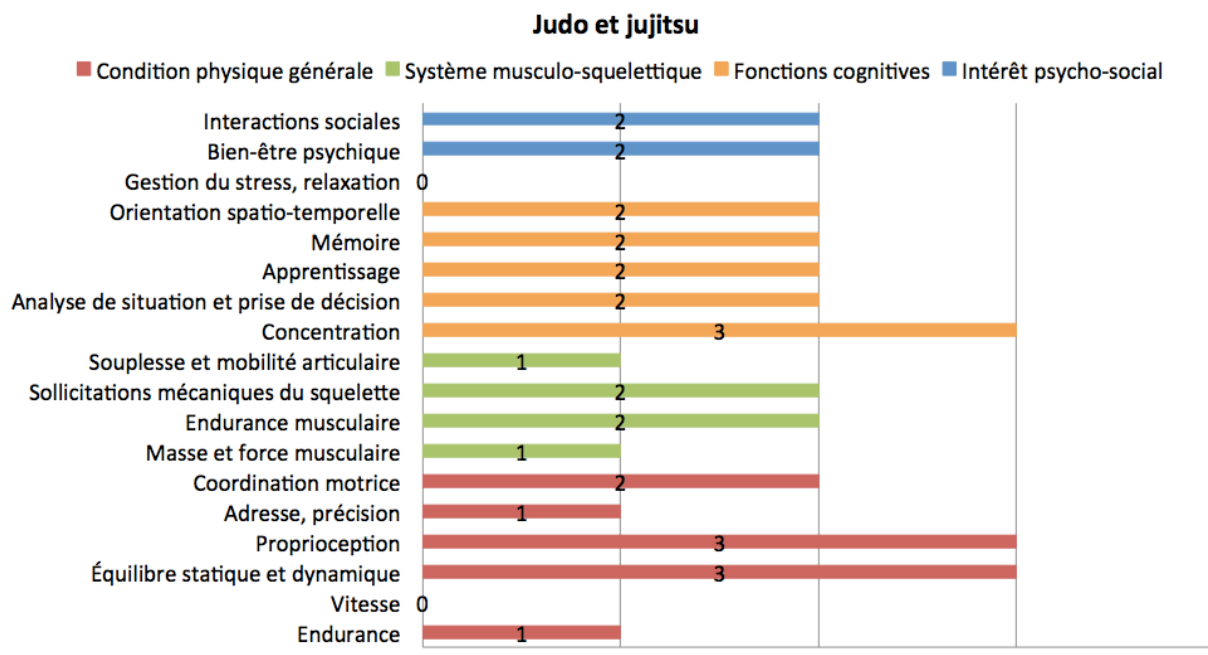 Judo et jujitsu
Condition physique générale Système musculo-squelettique Fonctions cognitives Intérêt psycho-social
Interactions sociales 2
Bien-être psychique 2
Gestion du stress, relaxation 0
Orientation spatio-temporelle 2
Mémoire 2
Apprentissage 2
Analyse de situation et prise de décision 2
Concentration 3
Souplesse et mobilité articulaire 1
Sollicitations mécaniques du squelette 2
Endurance musculaire 2
Masse et force musculaire 1
Coordination motrice 2
Adresse, précision 1
Proprioception 3
Équilibre statique et dynamique 3
Vitesse 0
Endurance 1